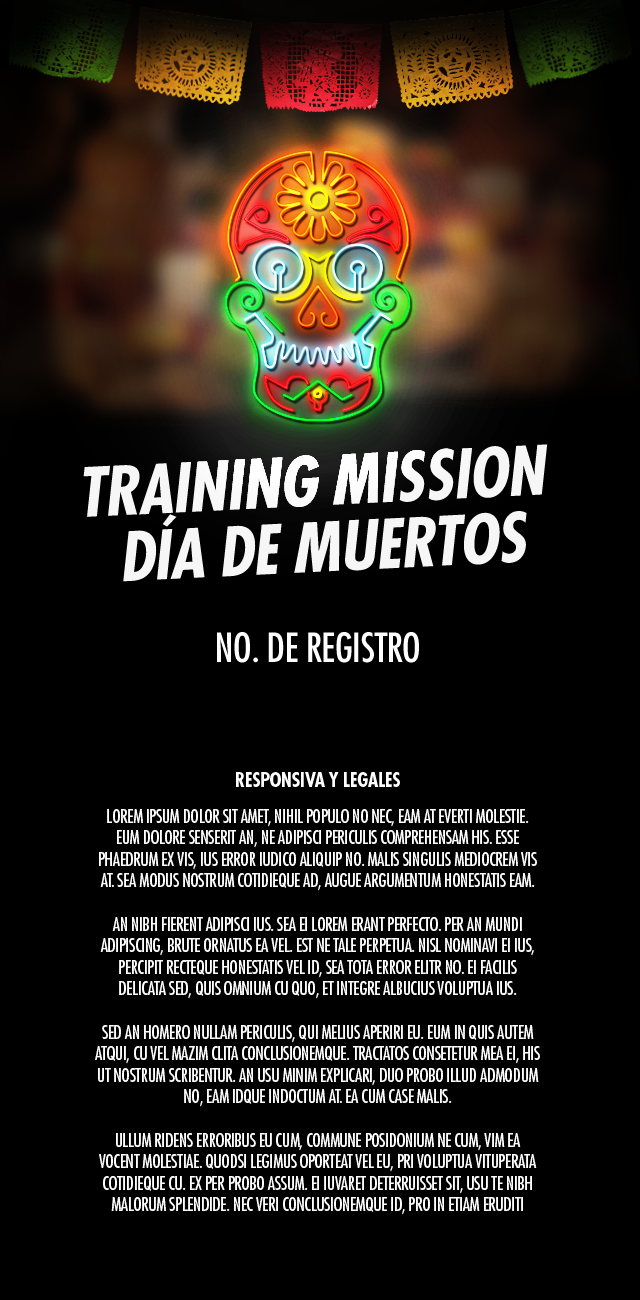 TRAINING MISSION
DÍA DE MUERTOS
NO. DE REGISTRO
RESPONSIVA Y LEGALES
LOREM IPSUM DOLOR SIT AMET, NIHIL POPULO NO NEC, EAM AT EVERTI MOLESTIE.
EUM DOLORE SENSERIT AN, NE ADIPISCI PERICULIS COMPREHENSAM HIS. ESSE
PHAEDRUM EX VIS, IUS ERROR IUDICO ALIQUIP NO. MALIS SINGULIS MEDIOCREM VIS
AT. SEA MODUS NOSTRUM COTIDIEQUE AD, AUGUE ARGUMENTUM HONESTATIS EAM.
AN NIBH FIERENT ADIPISCI IUS. SEA EI LOREM ERANT PERFECTO. PER AN MUNDI
ADIPISCING, BRUTE ORNATUS EA VEL. EST NE TALE PERPETUA. NISL NOMINAVI EI IUS,
PERCIPIT RECTEQUE HONESTATIS VEL ID, SEA TOTA ERROR ELITR NO. EI FACILIS
DELICATA SED, QUIS OMNIUM CU QUO, ET INTEGRE ALBUCIUS VOLUPTUA IUS.
SED AN HOMERO NULLAM PERICULIS, QUI MELIUS APERIRI EU. EUM IN QUIS AUTEM
ATQUI, CU VEL MAZIM CLITA CONCLUSIONEMQUE. TRACTATOS CONSETETUR MEA EI, HIS
UT NOSTRUM SCRIBENTUR. AN USU MINIM EXPLICARI, DUO PROBO ILLUD ADMODUM
NO, EAM IDQUE INDOCTUM AT. EA CUM CASE MALIS.
ULLUM RIDENS ERRORIBUS EU CUM, COMMUNE POSIDONIUM NE CUM, VIM EA
VOCENT MOLESTIAE. QUODSI LEGIMUS OPORTEAT VEL EU, PRI VOLUPTUA VITUPERATA
COTIDIEQUE CU. EX PER PROBO ASSUM. EI IUVARET DETERRUISSET SIT, USU TE NIBH
MALORUM SPLENDIDE. NEC VERI CONCLUSIONEMQUE ID, PRO IN ETIAM ERUDITI